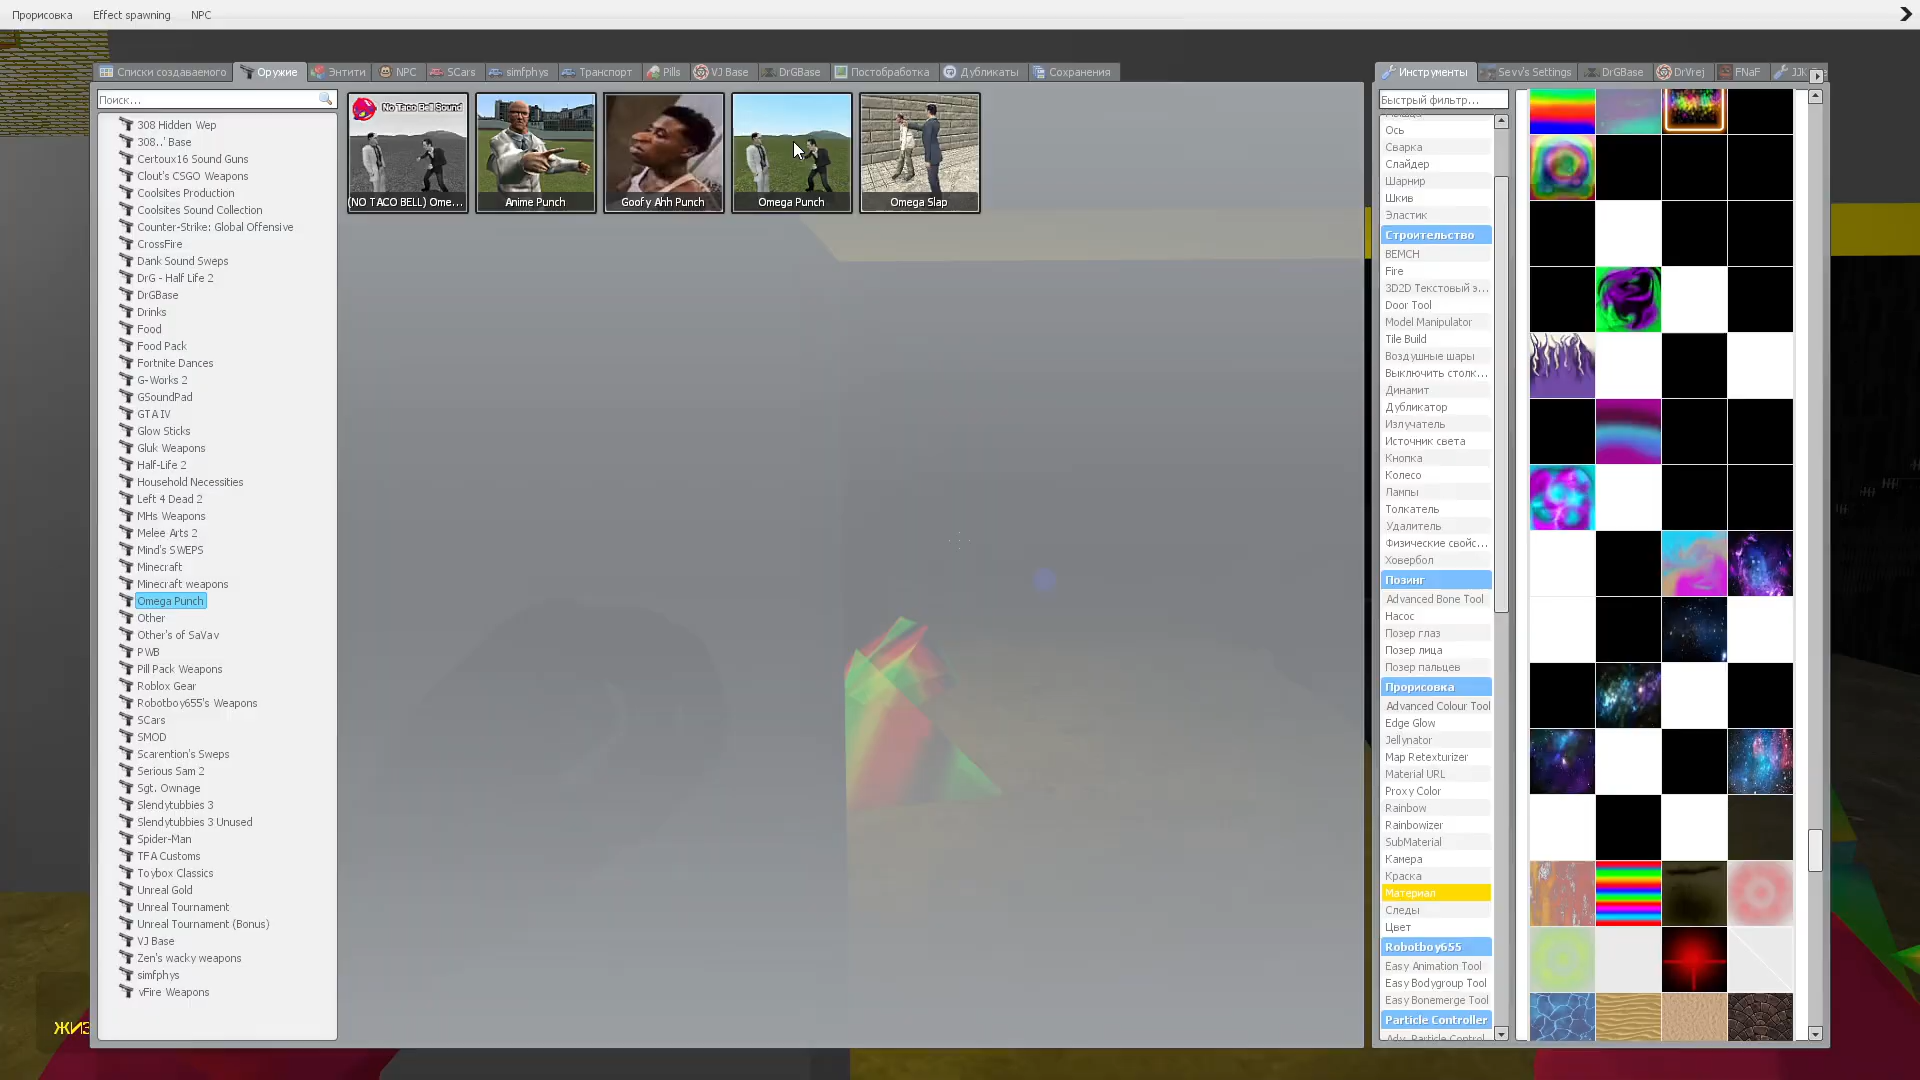 Прорисовка Effect spawning NPC
Списки создаваемого Оружие Энтити NPC SCars simfphys Транспорт Pills VJ Base DrGBase Постобработка Дубликаты Сохранения
Инструменты Sevv's Settings DrGBase DrVrej FNaF
Поиск...
308 Hidden Wep
308..' Base
Certoux16 Sound Guns
Clout's CSGO Weapons
Coolsites Production
Coolsites Sound Collection
Counter-Strike: Global Offensive
CrossFire
Dank Sound Sweps
DrG - Half Life 2
DrGBase
Drinks
Food
Food Pack
Fortnite Dances
G-Works 2
GSoundPad
GTA IV
Glow Sticks
Gluk Weapons
Half-Life 2
Household Necessities
Left 4 Dead 2
MHs Weapons
Melee Arts 2
Mind's SWEPS
Minecraft
Minecraft weapons
Omega Punch
Other
Other's of SaVav
PWB
Pill Pack Weapons
Roblox Gear
Robotboy655's Weapons
SCars
SMOD
Scarention's Sweps
Serious Sam 2
Sgt. Ownage
Slendytubbies 3
Slendytubbies 3 Unused
Spider-Man
TFA Customs
Toybox Classics
Unreal Gold
Unreal Tournament
Unreal Tournament (Bonus)
VJ Base
Zen's wacky weapons
simfphys
vFire Weapons
No Taco Bell Sound
(NO TACO BELL) Ome...
Anime Punch
Goofy Ahh Punch
Omega Punch
Omega Slap
Быстрый фильтр...
Ось
Сварка
Слайдер
Шарнир
Шкив
Эластик
Строительство
BEMCH
Fire
3D2D Текстовый э...
Door Tool
Model Manipulator
Tile Build
Воздушные шары
Выключить столк...
Динамит
Дубликатор
Излучатель
Источник света
Кнопка
Колесо
Лампы
Толкатель
Удалитель
Физические свойс...
Ховербол
Позинг
Advanced Bone Tool
Насос
Позер глаз
Позер лица
Позер пальцев
Прорисовка
Advanced Colour Tool
Edge Glow
Jellynator
Map Retexturizer
Material URL
Proxy Color
Rainbow
Rainbowizer
SubMaterial
Камера
Краска
Материал
Следы
Цвет
Robotboy655
Easy Animation Tool
Easy Bodygroup Tool
Easy Bonemerge Tool
Particle Controller
ЖИЗ